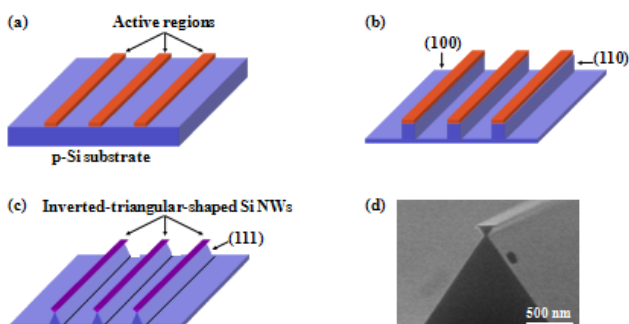 (a)
Active regions
p-Si substrate
(b)
(100)
(110)
(c)
Inverted-triangular-shaped Si NWs
(111)
(d)
500 nm